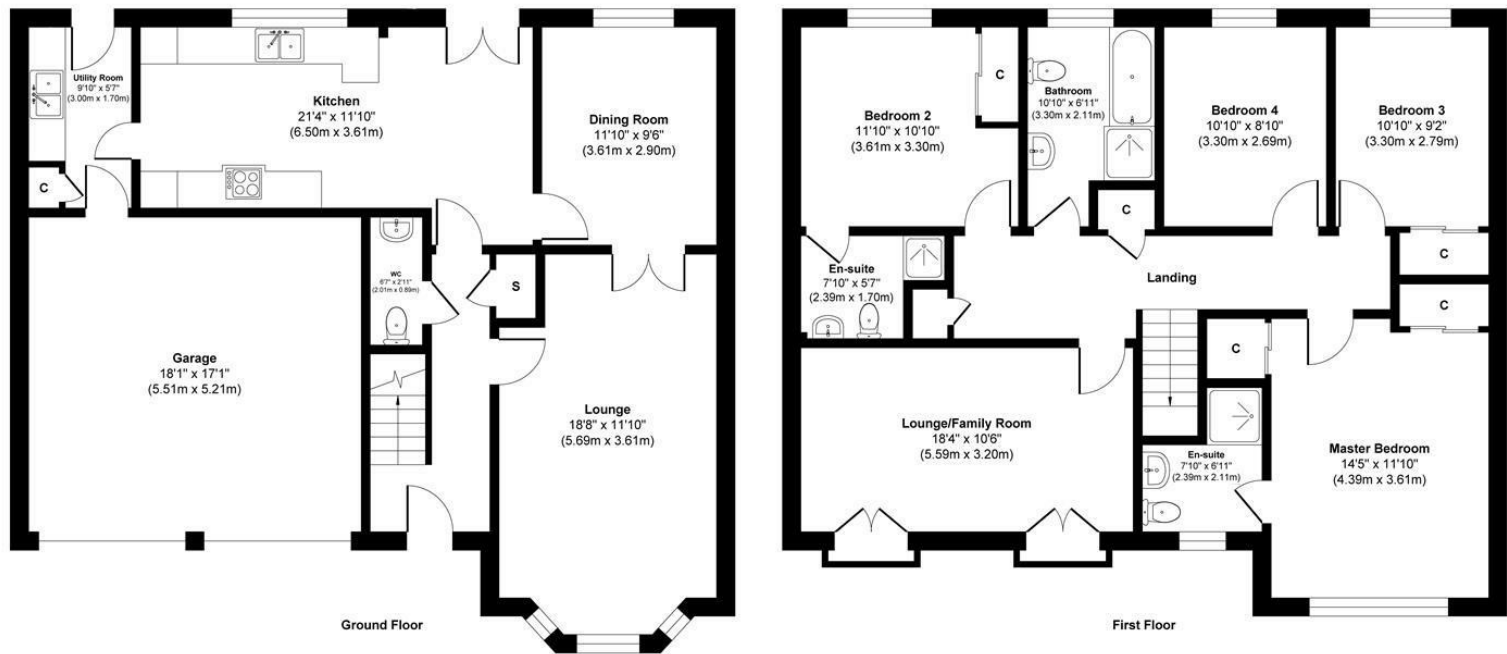 Utility Room
9'10" x 5'7"
(3.00m x 1.70m)
Kitchen
21'4" x 11'10"
(6.50m x 3.61m)
Dining Room
11'10" x 9'6"
(3.61m x 2.90m)
C
WC
6'7" x 2'11"
(2.01m x 0.89m)
S
Garage
18'1" x 17'1"
(5.51m x 5.21m)
Lounge
18'8" x 11'10"
(5.69m x 3.61m)
Ground Floor
Bedroom 2
11'10" x 10'10"
(3.61m x 3.30m)
C
Bathroom
10'10" x 6'11"
(3.30m x 2.11m)
Bedroom 4
10'10" x 8'10"
(3.30m x 2.69m)
Bedroom 3
10'10" x 9'2"
(3.30m x 2.79m)
C
En-suite
7'10" x 5'7"
(2.39m x 1.70m)
Landing
C
C
C
Lounge/Family Room
18'4" x 10'6"
(5.59m x 3.20m)
En-suite
7'10" x 6'11"
(2.39m x 2.11m)
Master Bedroom
14'5" x 11'10"
(4.39m x 3.61m)
First Floor